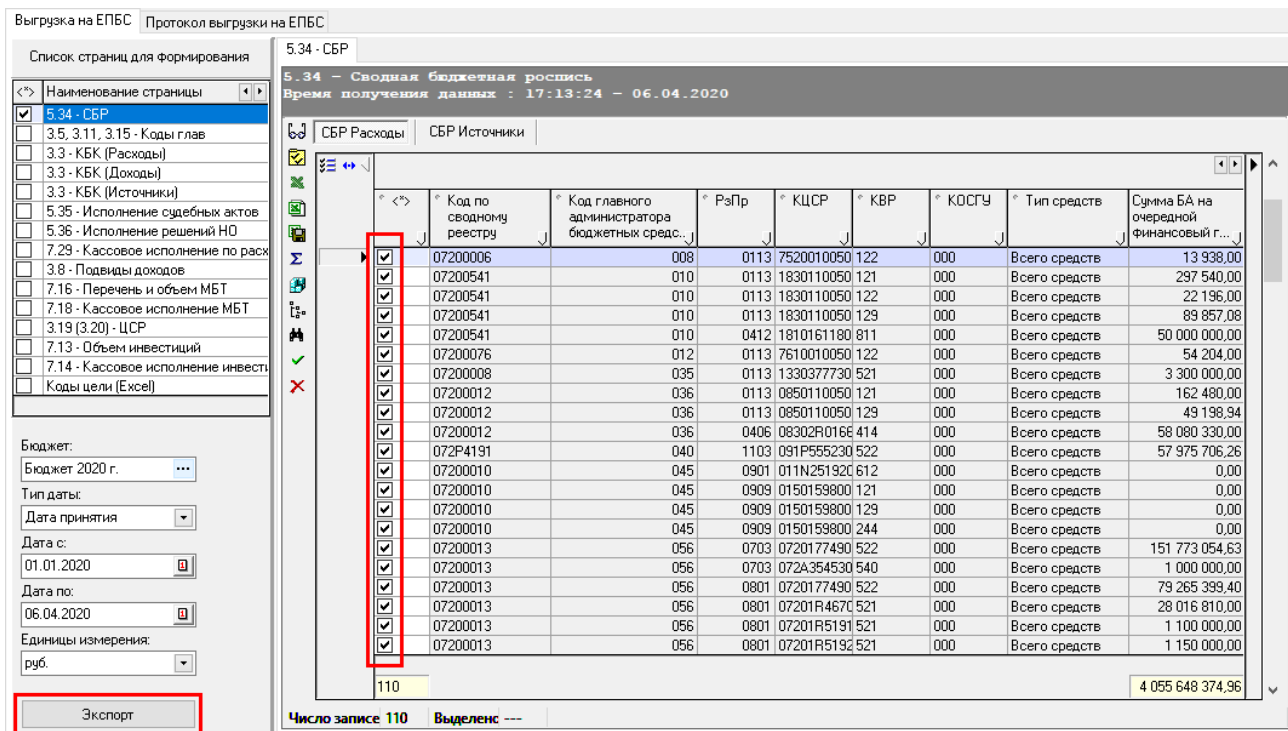 Выгрузка на ЕПБС Протокол выгрузки на ЕПБС
Список страниц для формирования
<*> Наименование страницы
5.34 - СБР
3.5, 3.11, 3.15 - Коды глав
3.3 - КБК (Расходы)
3.3 - КБК (Доходы)
3.3 - КБК (Источники)
5.35 - Исполнение судебных актов
5.36 - Исполнение решений НО
7.29 - Кассовое исполнение по расх
3.8 - Подвиды доходов
7.16 - Перечень и объем МБТ
7.18 - Кассовое исполнение МБТ
3.19 (3.20) - ЦСР
7.13 - Объем инвестиций
7.14 - Кассовое исполнение инвести
Коды цели (Excel)
Бюджет:
Бюджет 2020 г. ...
Тип даты:
Дата принятия
Дата с:
01.01.2020
Дата по:
06.04.2020
Единицы измерения:
руб.
Экспорт
5.34 - СБР
5.34 - Сводная бюджетная роспись
Время получения данных : 17:13:24 - 06.04.2020
СБР Расходы СБР Источники
<*> Код по сводному реестру Код главного администратора бюджетных средс.. РзПр КЦСР КВР КОСГУ Тип средств Сумма БА на очередной финансовый г...
07200006 008 0113 7520010050 122 000 Всего средств 13 938,00
07200541 010 0113 1830110050 121 000 Всего средств 297 540,00
07200541 010 0113 1830110050 122 000 Всего средств 22 196,00
07200541 010 0113 1830110050 129 000 Всего средств 89 857,08
07200541 010 0412 1810161180 811 000 Всего средств 50 000 000,00
07200076 012 0113 7610010050 122 000 Всего средств 54 204,00
07200008 035 0113 1330377730 521 000 Всего средств 3 300 000,00
07200012 036 0113 0850110050 121 000 Всего средств 162 480,00
07200012 036 0113 0850110050 129 000 Всего средств 49 198,94
07200012 036 0406 08302R0166 414 000 Всего средств 58 080 330,00
072P4191 040 1103 091P555230 522 000 Всего средств 57 975 706,26
07200010 045 0901 011N251920 612 000 Всего средств 0,00
07200010 045 0909 0150159800 121 000 Всего средств 0,00
07200010 045 0909 0150159800 129 000 Всего средств 0,00
07200010 045 0909 0150159800 244 000 Всего средств 0,00
07200013 056 0703 0720177490 522 000 Всего средств 151 773 054,63
07200013 056 0703 072A354530 540 000 Всего средств 1 000 000,00
07200013 056 0801 0720177490 522 000 Всего средств 79 265 399,40
07200013 056 0801 07201R4670 521 000 Всего средств 28 016 810,00
07200013 056 0801 07201R5191 521 000 Всего средств 1 100 000,00
07200013 056 0801 07201R5192 521 000 Всего средств 1 150 000,00
110 4 055 648 374,96
Число записе 110 Выделенс ---